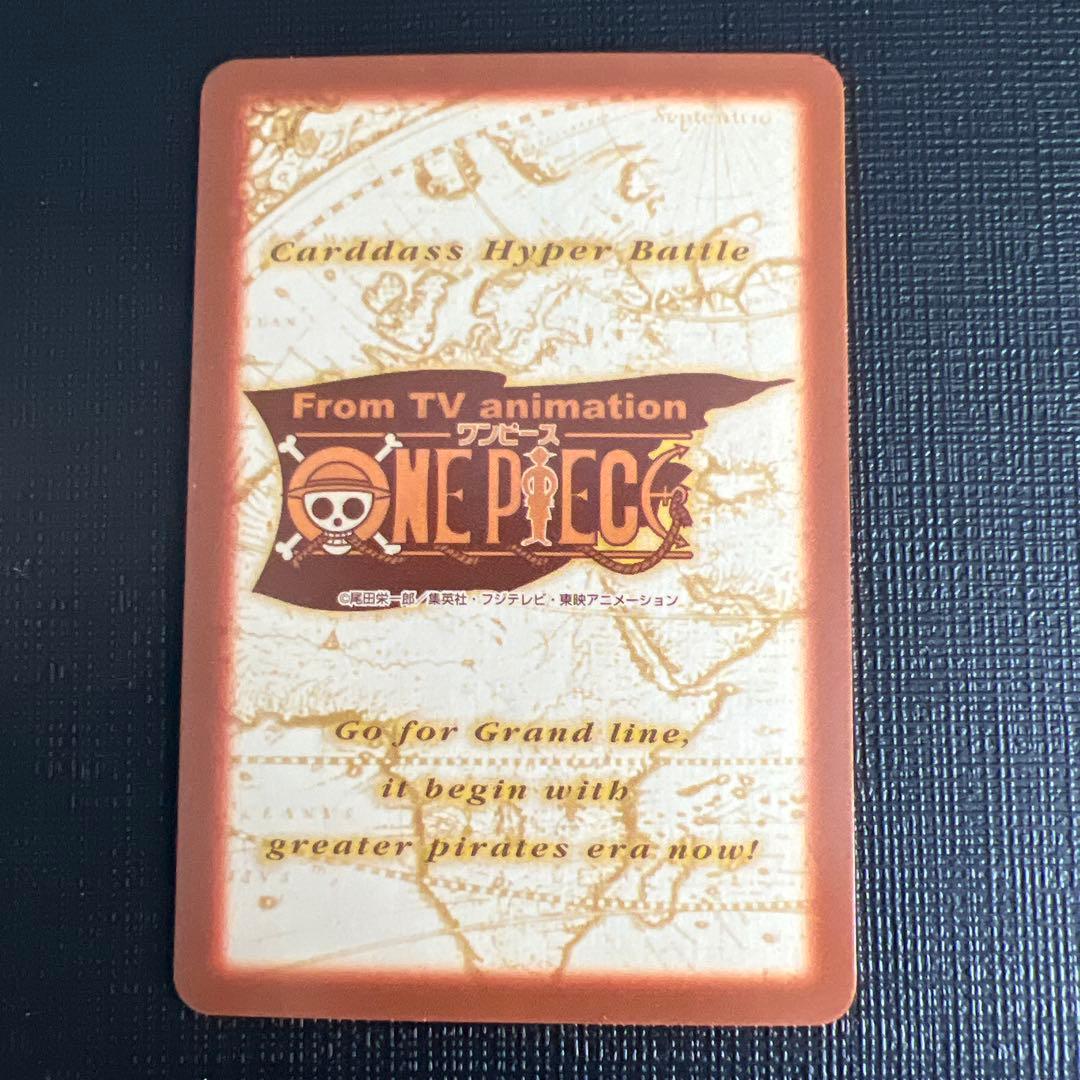 Septentrio
Carddass Hyper Battle
From TV animation
ワンピース
ONE PIECE
©尾田栄一郎／集英社・フジテレビ・東映アニメーション
Go for Grand line,
it begin with
greater pirates era now!